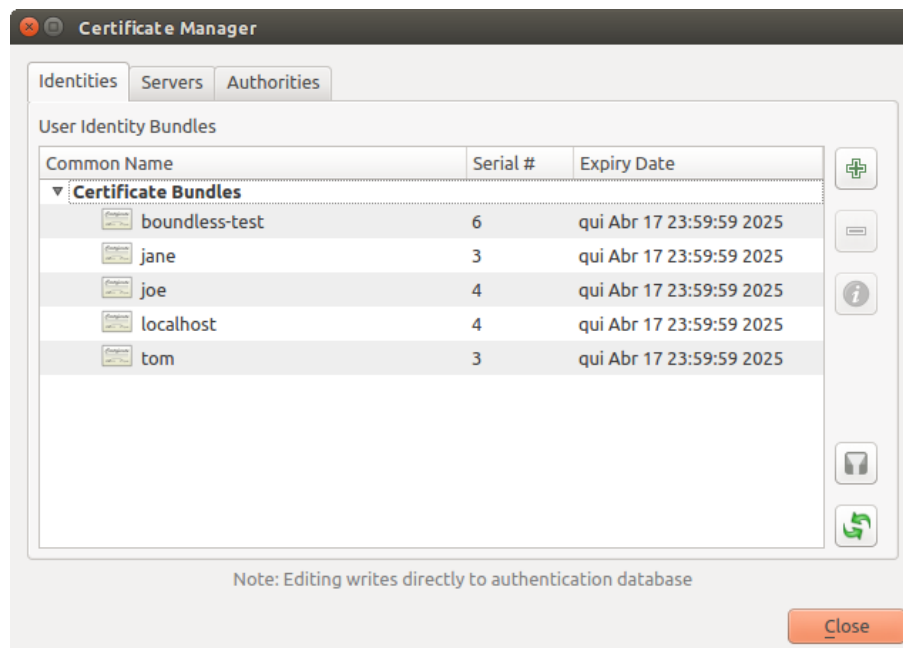 Certificate Manager
Identities Servers Authorities
User Identity Bundles
Common Name Serial # Expiry Date
Certificate Bundles
boundless-test 6 qui Abr 17 23:59:59 2025
jane 3 qui Abr 17 23:59:59 2025
joe 4 qui Abr 17 23:59:59 2025
localhost 4 qui Abr 17 23:59:59 2025
tom 3 qui Abr 17 23:59:59 2025
Note: Editing writes directly to authentication database
Close